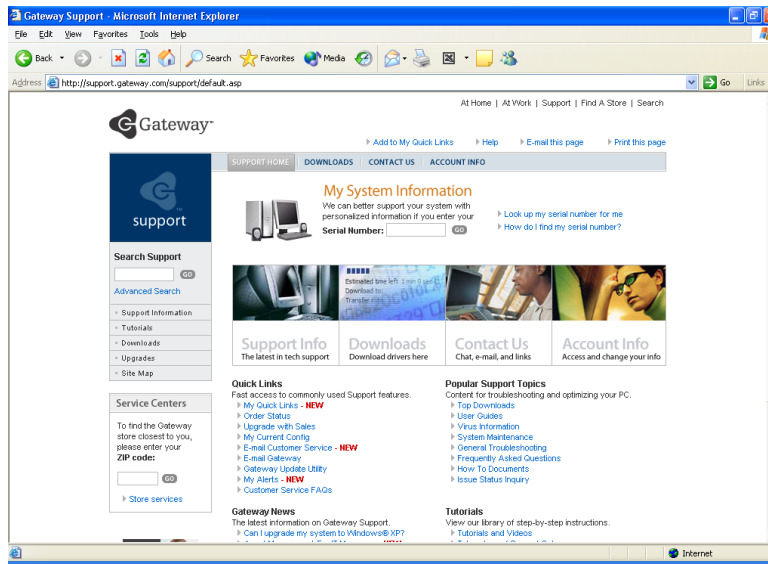 Gateway Support - Microsoft Internet Explorer
File Edit View Favorites Tools Help
Back Search Favorites Media
Address http://support.gateway.com/support/default.asp Go Links
At Home | At Work | Support | Find A Store | Search
Gateway
Add to My Quick Links Help E-mail this page Print this page
SUPPORT HOME DOWNLOADS CONTACT US ACCOUNT INFO
support
My System Information
We can better support your system with
personalized information if you enter your
Serial Number: GO
Look up my serial number for me
How do I find my serial number?
Search Support
GO
Advanced Search
Support Information
Tutorials
Downloads
Upgrades
Site Map
Estimated time left: 1 min 0 sec
Download to:
Support Info
The latest in tech support
Downloads
Download drivers here
Contact Us
Chat, e-mail, and links
Account Info
Access and change your info
Service Centers
To find the Gateway
store closest to you,
please enter your
ZIP code:
GO
Store services
Quick Links
Fast access to commonly used Support features.
My Quick Links - NEW
Order Status
Upgrade with Sales
My Current Config
E-mail Customer Service - NEW
E-mail Gateway
Gateway Update Utility
My Alerts - NEW
Customer Service FAQs
Popular Support Topics
Content for troubleshooting and optimizing your PC.
Top Downloads
User Guides
Virus Information
System Maintenance
General Troubleshooting
Frequently Asked Questions
How To Documents
Issue Status Inquiry
Gateway News
The latest information on Gateway Support.
Can I upgrade my system to Windows® XP?
Tutorials
View our library of step-by-step instructions.
Tutorials and Videos
Internet